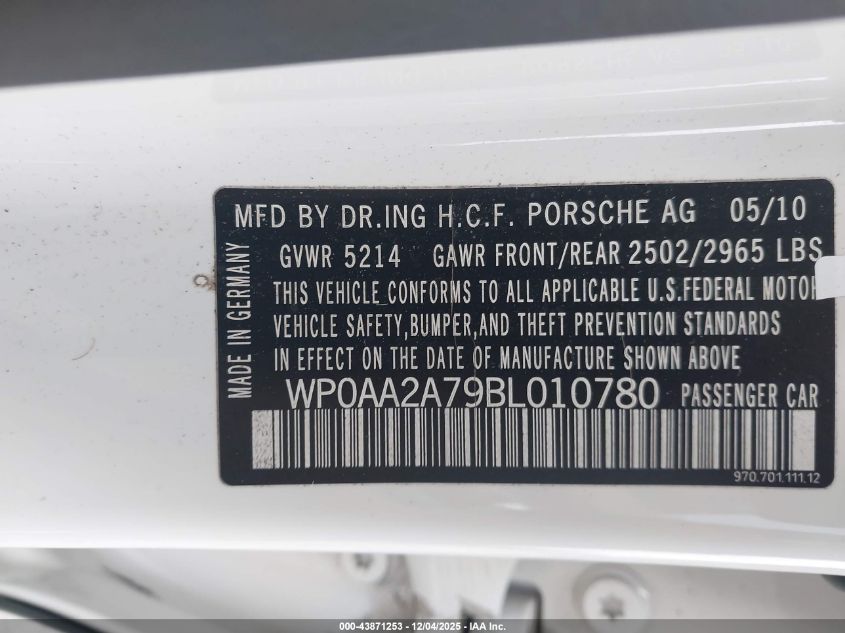 MFD BY DR.ING H.C.F. PORSCHE AG 05/10
GVWR 5214 GAWR FRONT/REAR 2502/2965 LBS
THIS VEHICLE CONFORMS TO ALL APPLICABLE U.S.FEDERAL MOTOR
VEHICLE SAFETY,BUMPER,AND THEFT PREVENTION STANDARDS
IN EFFECT ON THE DATE OF MANUFACTURE SHOWN ABOVE
WP0AA2A79BL010780 PASSENGER CAR
970.701.111.12
MADE IN GERMANY
000-43871253 - 12/04/2025 - IAA Inc.